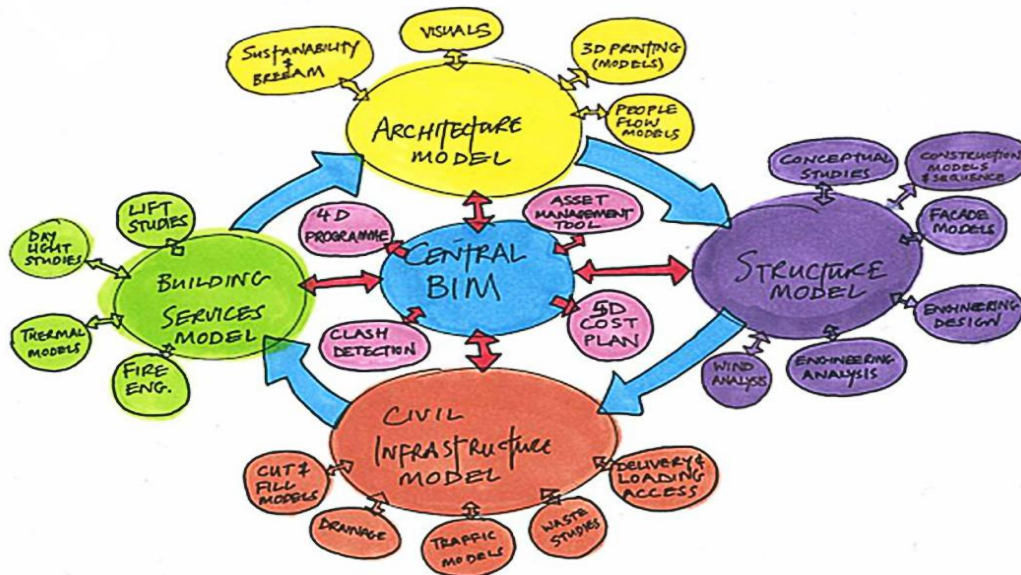 VISUALS
SUSTAINABILITY
&
BREEAM
3D PRINTING
(MODELS)
PEOPLE
FLOW
MODELS
ARCHITECTURE
MODEL
CONCEPTUAL
STUDIES
CONSTRUCTION
MODELS
& SEQUENCE
FACADE
MODELS
STRUCTURE
MODEL
ENGINEERING
DESIGN
ENGINEERING
ANALYSIS
WIND
ANALYSIS
LIFT
STUDIES
DAY
LIGHT
STUDIES
BUILDING
SERVICES
MODEL
THERMAL
MODELS
FIRE
ENG.
4D
PROGRAMME
ASSET
MANAGEMENT
TOOL
CENTRAL
BIM
CLASH
DETECTION
5D
COST
PLAN
CIVIL
INFRASTRUCTURE
MODEL
CUT &
FILL
MODELS
DRAINAGE
TRAFFIC
MODELS
WASTE
STUDIES
DELIVERY &
LOADING
ACCESS